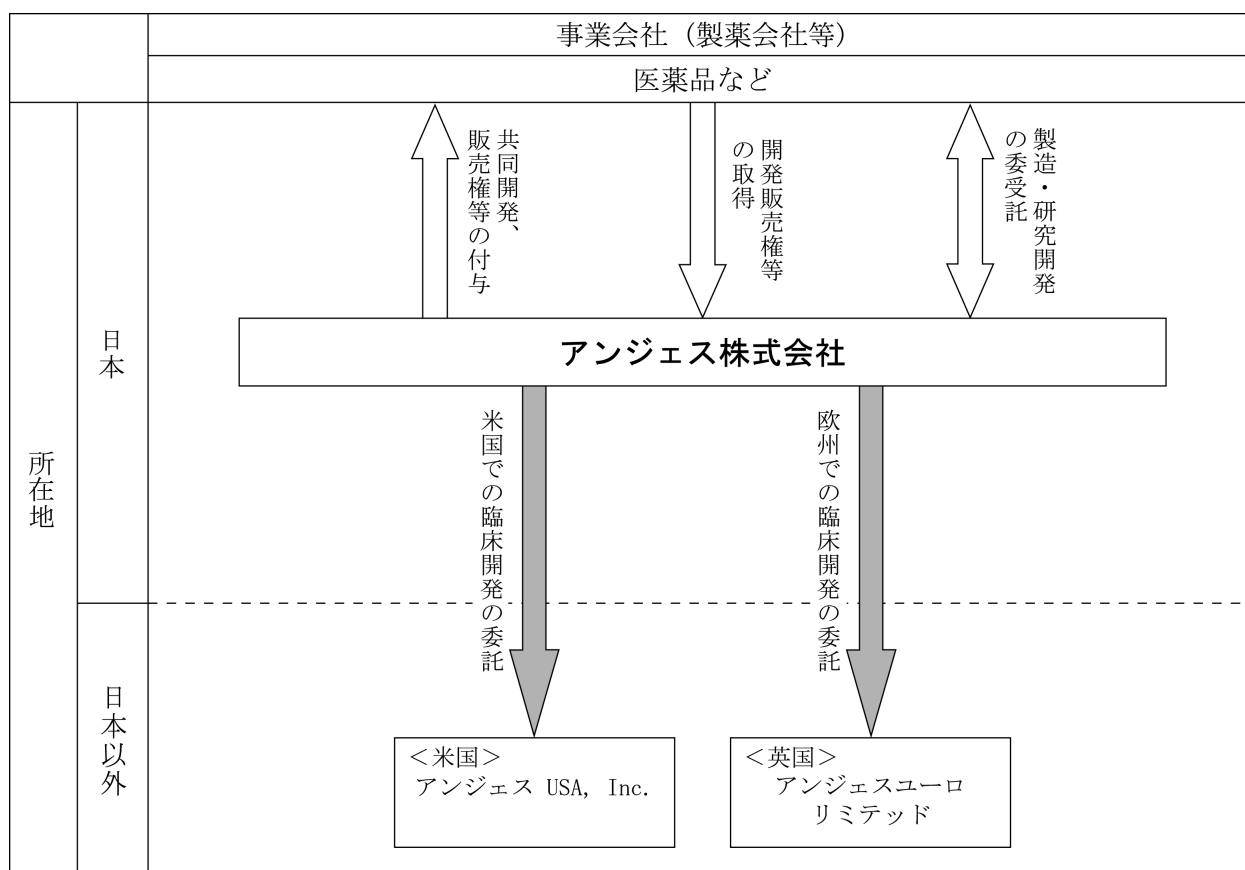 事業会社（製薬会社等）
医薬品など
共同開発、
販売権等の付与
開発販売権等
の取得
製造・研究開発
の委受託
所在地
日本
アンジェス株式会社
米国での臨床開発の委託
欧州での臨床開発の委託
日本以外
＜米国＞
アンジェス USA, Inc.
＜英国＞
アンジェスユーロ
リミテッド